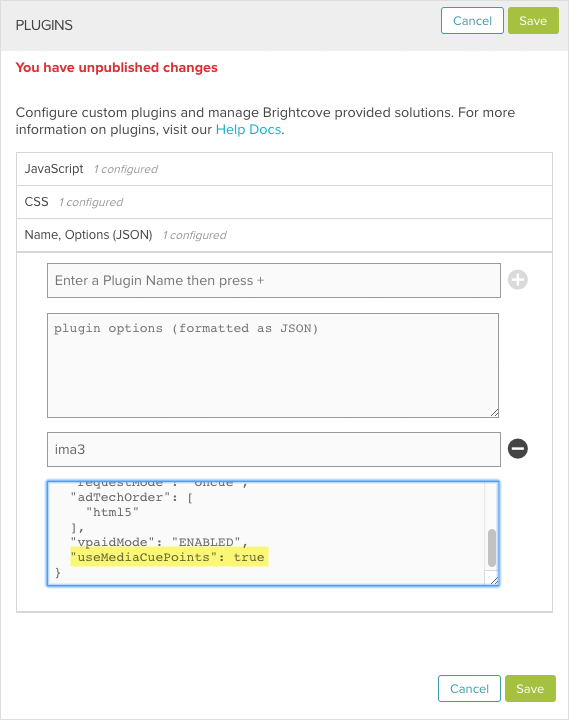 PLUGINS
Cancel
Save
You have unpublished changes
Configure custom plugins and manage Brightcove provided solutions. For more
information on plugins, visit our Help Docs.
JavaScript 1 configured
CSS 1 configured
Name, Options (JSON) 1 configured
Enter a Plugin Name then press +
plugin options (formatted as JSON)
ima3
"requestMode": "oncue",
"adTechOrder": [
"html5"
],
"vpaidMode": "ENABLED",
"useMediaCuePoints": true
}
Cancel
Save